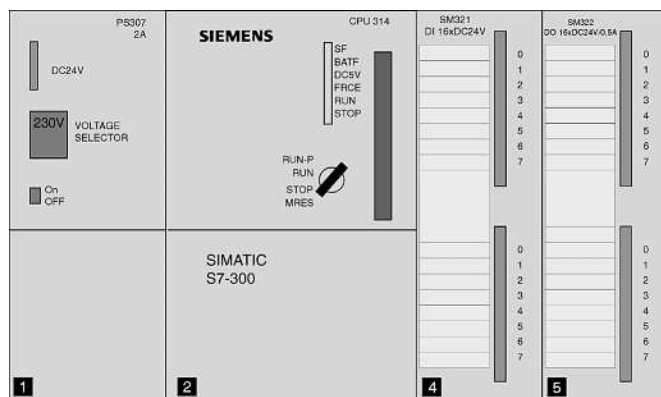 PS307
2A
DC24V
230V
VOLTAGE
SELECTOR
On
OFF
1
SIEMENS
CPU 314
SF
BATF
DC5V
FRCE
RUN
STOP
RUN-P
RUN
STOP
MRES
SIMATIC
S7-300
2
SM321
DI 16xDC24V
0
1
2
3
4
5
6
7
0
1
2
3
4
5
6
7
4
SM322
DO 16xDC24V/0,5A
0
1
2
3
4
5
6
7
0
1
2
3
4
5
6
7
5